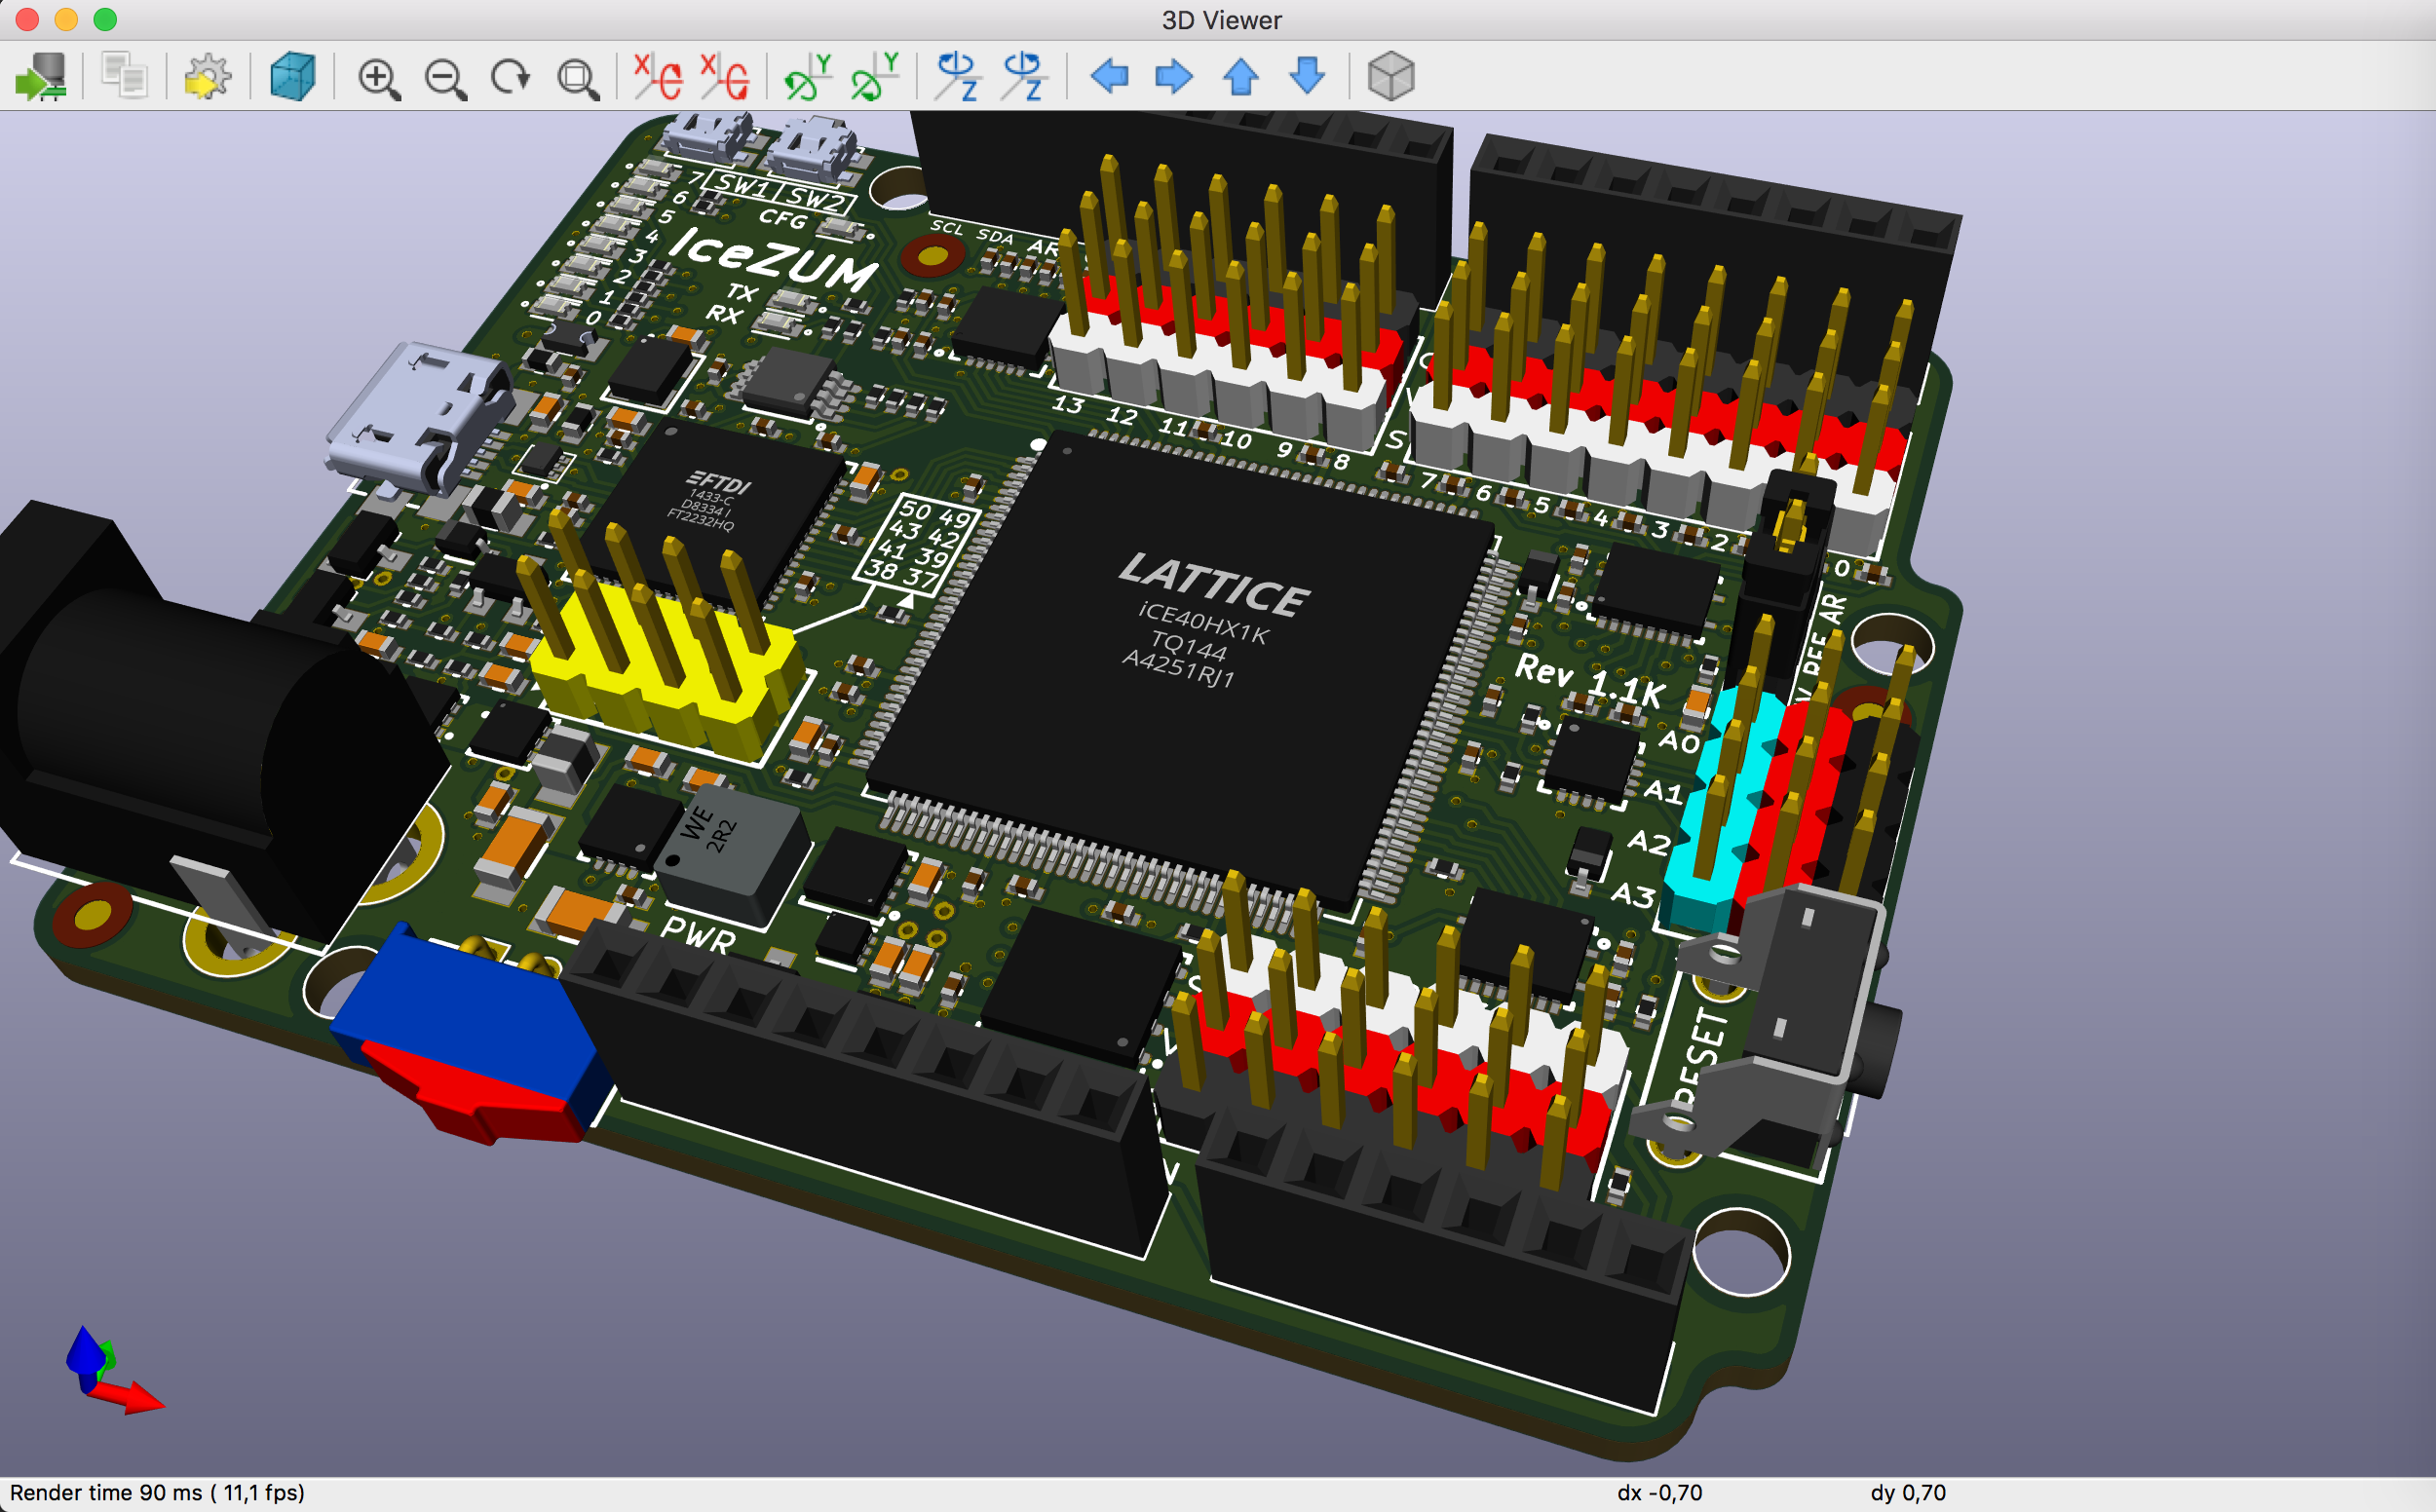 3D Viewer
X
X
Y
Y
Z
Z
SW1 SW2
7
6
5
4
3
2
1
0
CFG
IceZUM
TX
RX
SCL SDA AR
13 12 11 10 9 8
S
7 6 5 4 3 2
0
FTDI
1433-C
D8334 I
FT2232HQ
50 49
43 42
41 39
38 37
LATTICE
iCE40HX1K
TQ144
A4251RJ1
Rev 1.1K
AR
A0
A1
A2
A3
WE
2R2
PWR
RESET
V
Render time 90 ms ( 11,1 fps)
dx -0,70
dy 0,70